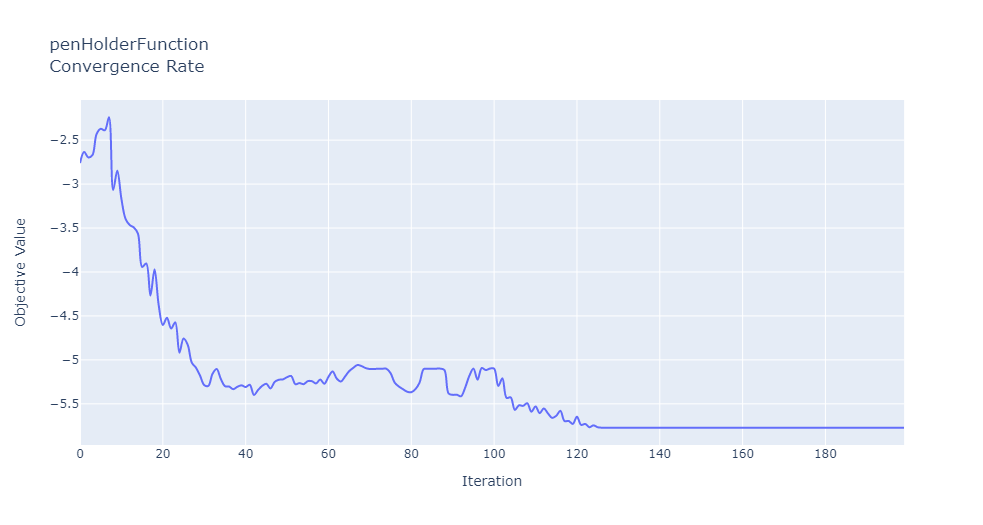 penHolderFunction
Convergence Rate
−2.5
−3
−3.5
−4
−4.5
−5
−5.5
Objective Value
0 20 40 60 80 100 120 140 160 180
Iteration